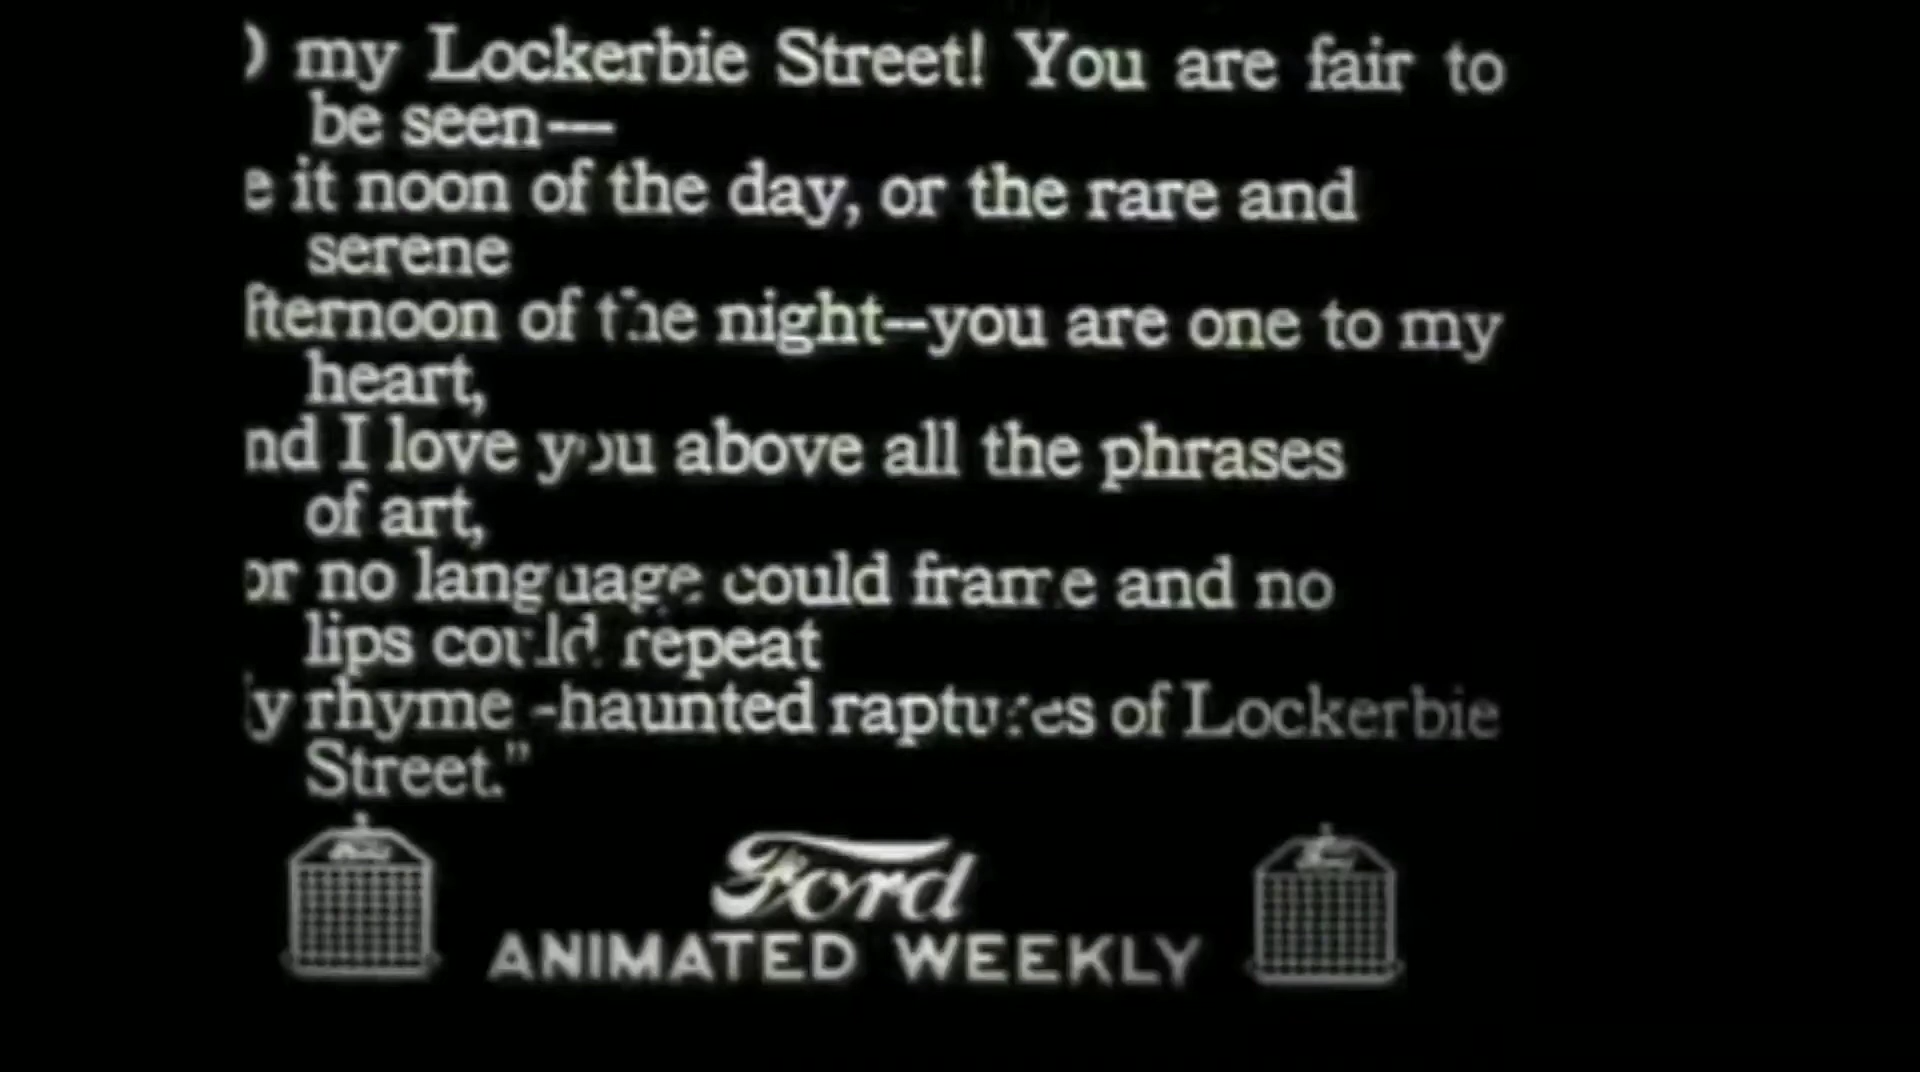 ) my Lockerbie Street! You are fair to
be seen—
e it noon of the day, or the rare and
serene
fternoon of the night—you are one to my
heart,
nd I love you above all the phrases
of art,
or no language could frame and no
lips could repeat
y rhyme-haunted raptures of Lockerbie
Street."
Ford
ANIMATED WEEKLY